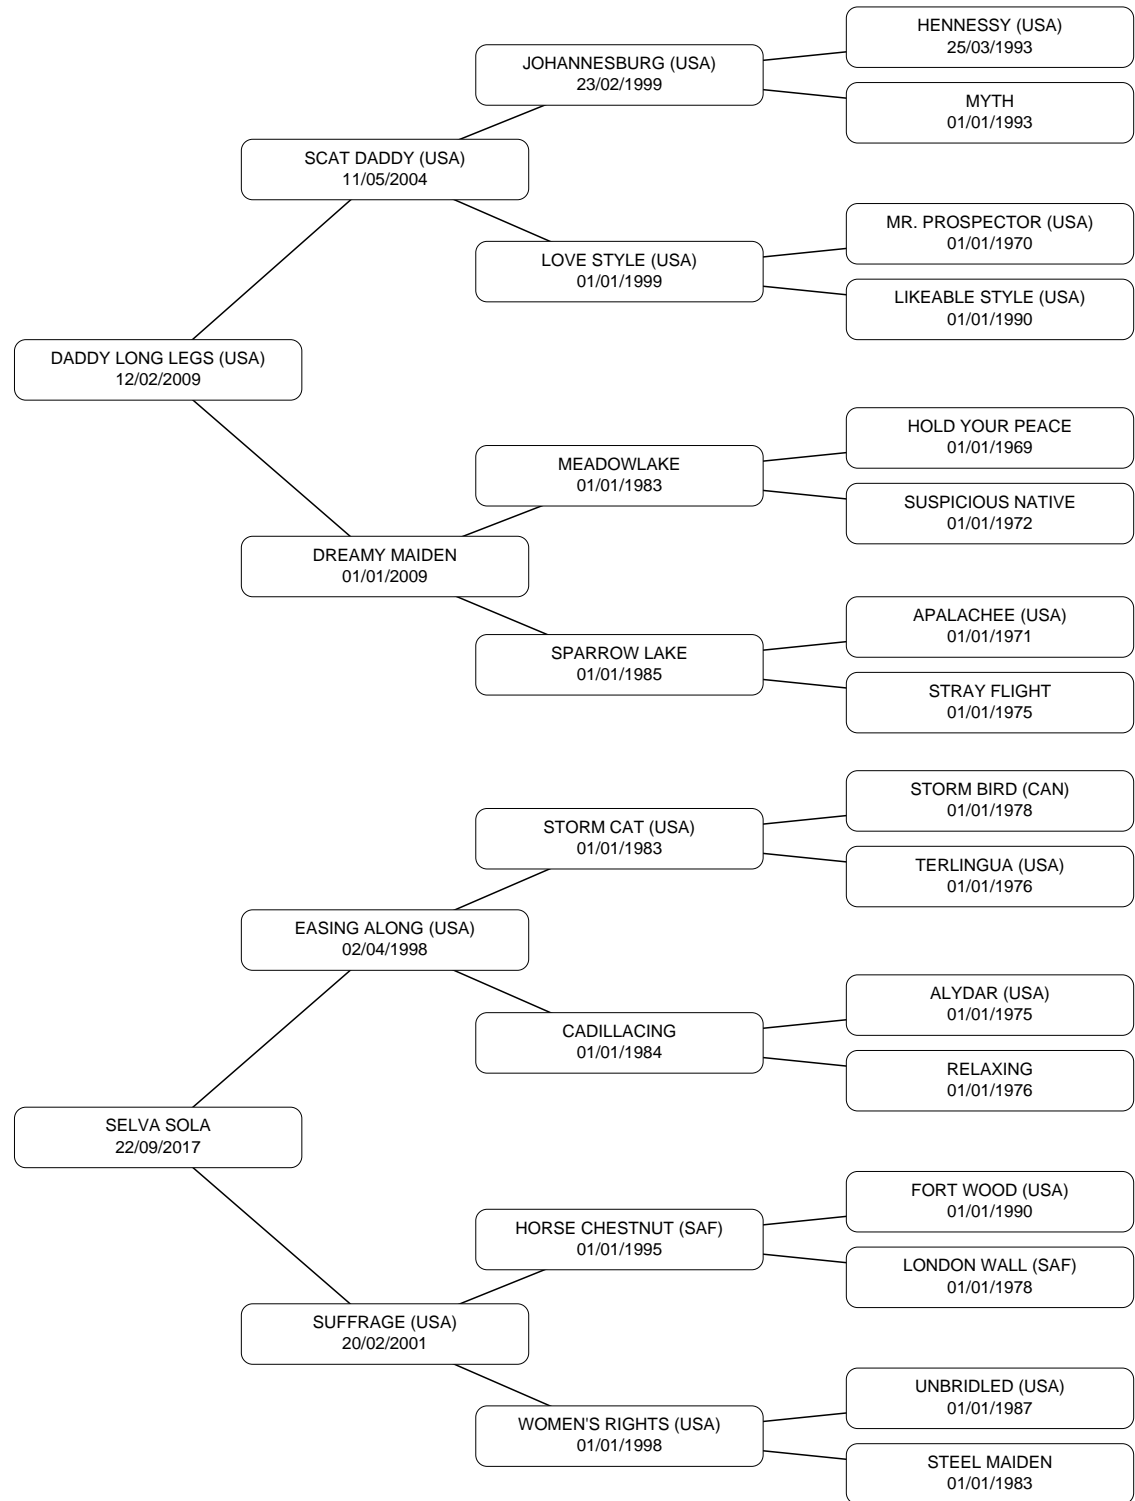 HENNESSY (USA)
25/03/1993
JOHANNESBURG (USA)
23/02/1999
MYTH
01/01/1993
SCAT DADDY (USA)
11/05/2004
MR. PROSPECTOR (USA)
01/01/1970
LOVE STYLE (USA)
01/01/1999
LIKEABLE STYLE (USA)
01/01/1990
DADDY LONG LEGS (USA)
12/02/2009
HOLD YOUR PEACE
01/01/1969
MEADOWLAKE
01/01/1983
SUSPICIOUS NATIVE
01/01/1972
DREAMY MAIDEN
01/01/2009
APALACHEE (USA)
01/01/1971
SPARROW LAKE
01/01/1985
STRAY FLIGHT
01/01/1975
STORM BIRD (CAN)
01/01/1978
STORM CAT (USA)
01/01/1983
TERLINGUA (USA)
01/01/1976
EASING ALONG (USA)
02/04/1998
ALYDAR (USA)
01/01/1975
CADILLACING
01/01/1984
RELAXING
01/01/1976
SELVA SOLA
22/09/2017
FORT WOOD (USA)
01/01/1990
HORSE CHESTNUT (SAF)
01/01/1995
LONDON WALL (SAF)
01/01/1978
SUFFRAGE (USA)
20/02/2001
UNBRIDLED (USA)
01/01/1987
WOMEN'S RIGHTS (USA)
01/01/1998
STEEL MAIDEN
01/01/1983